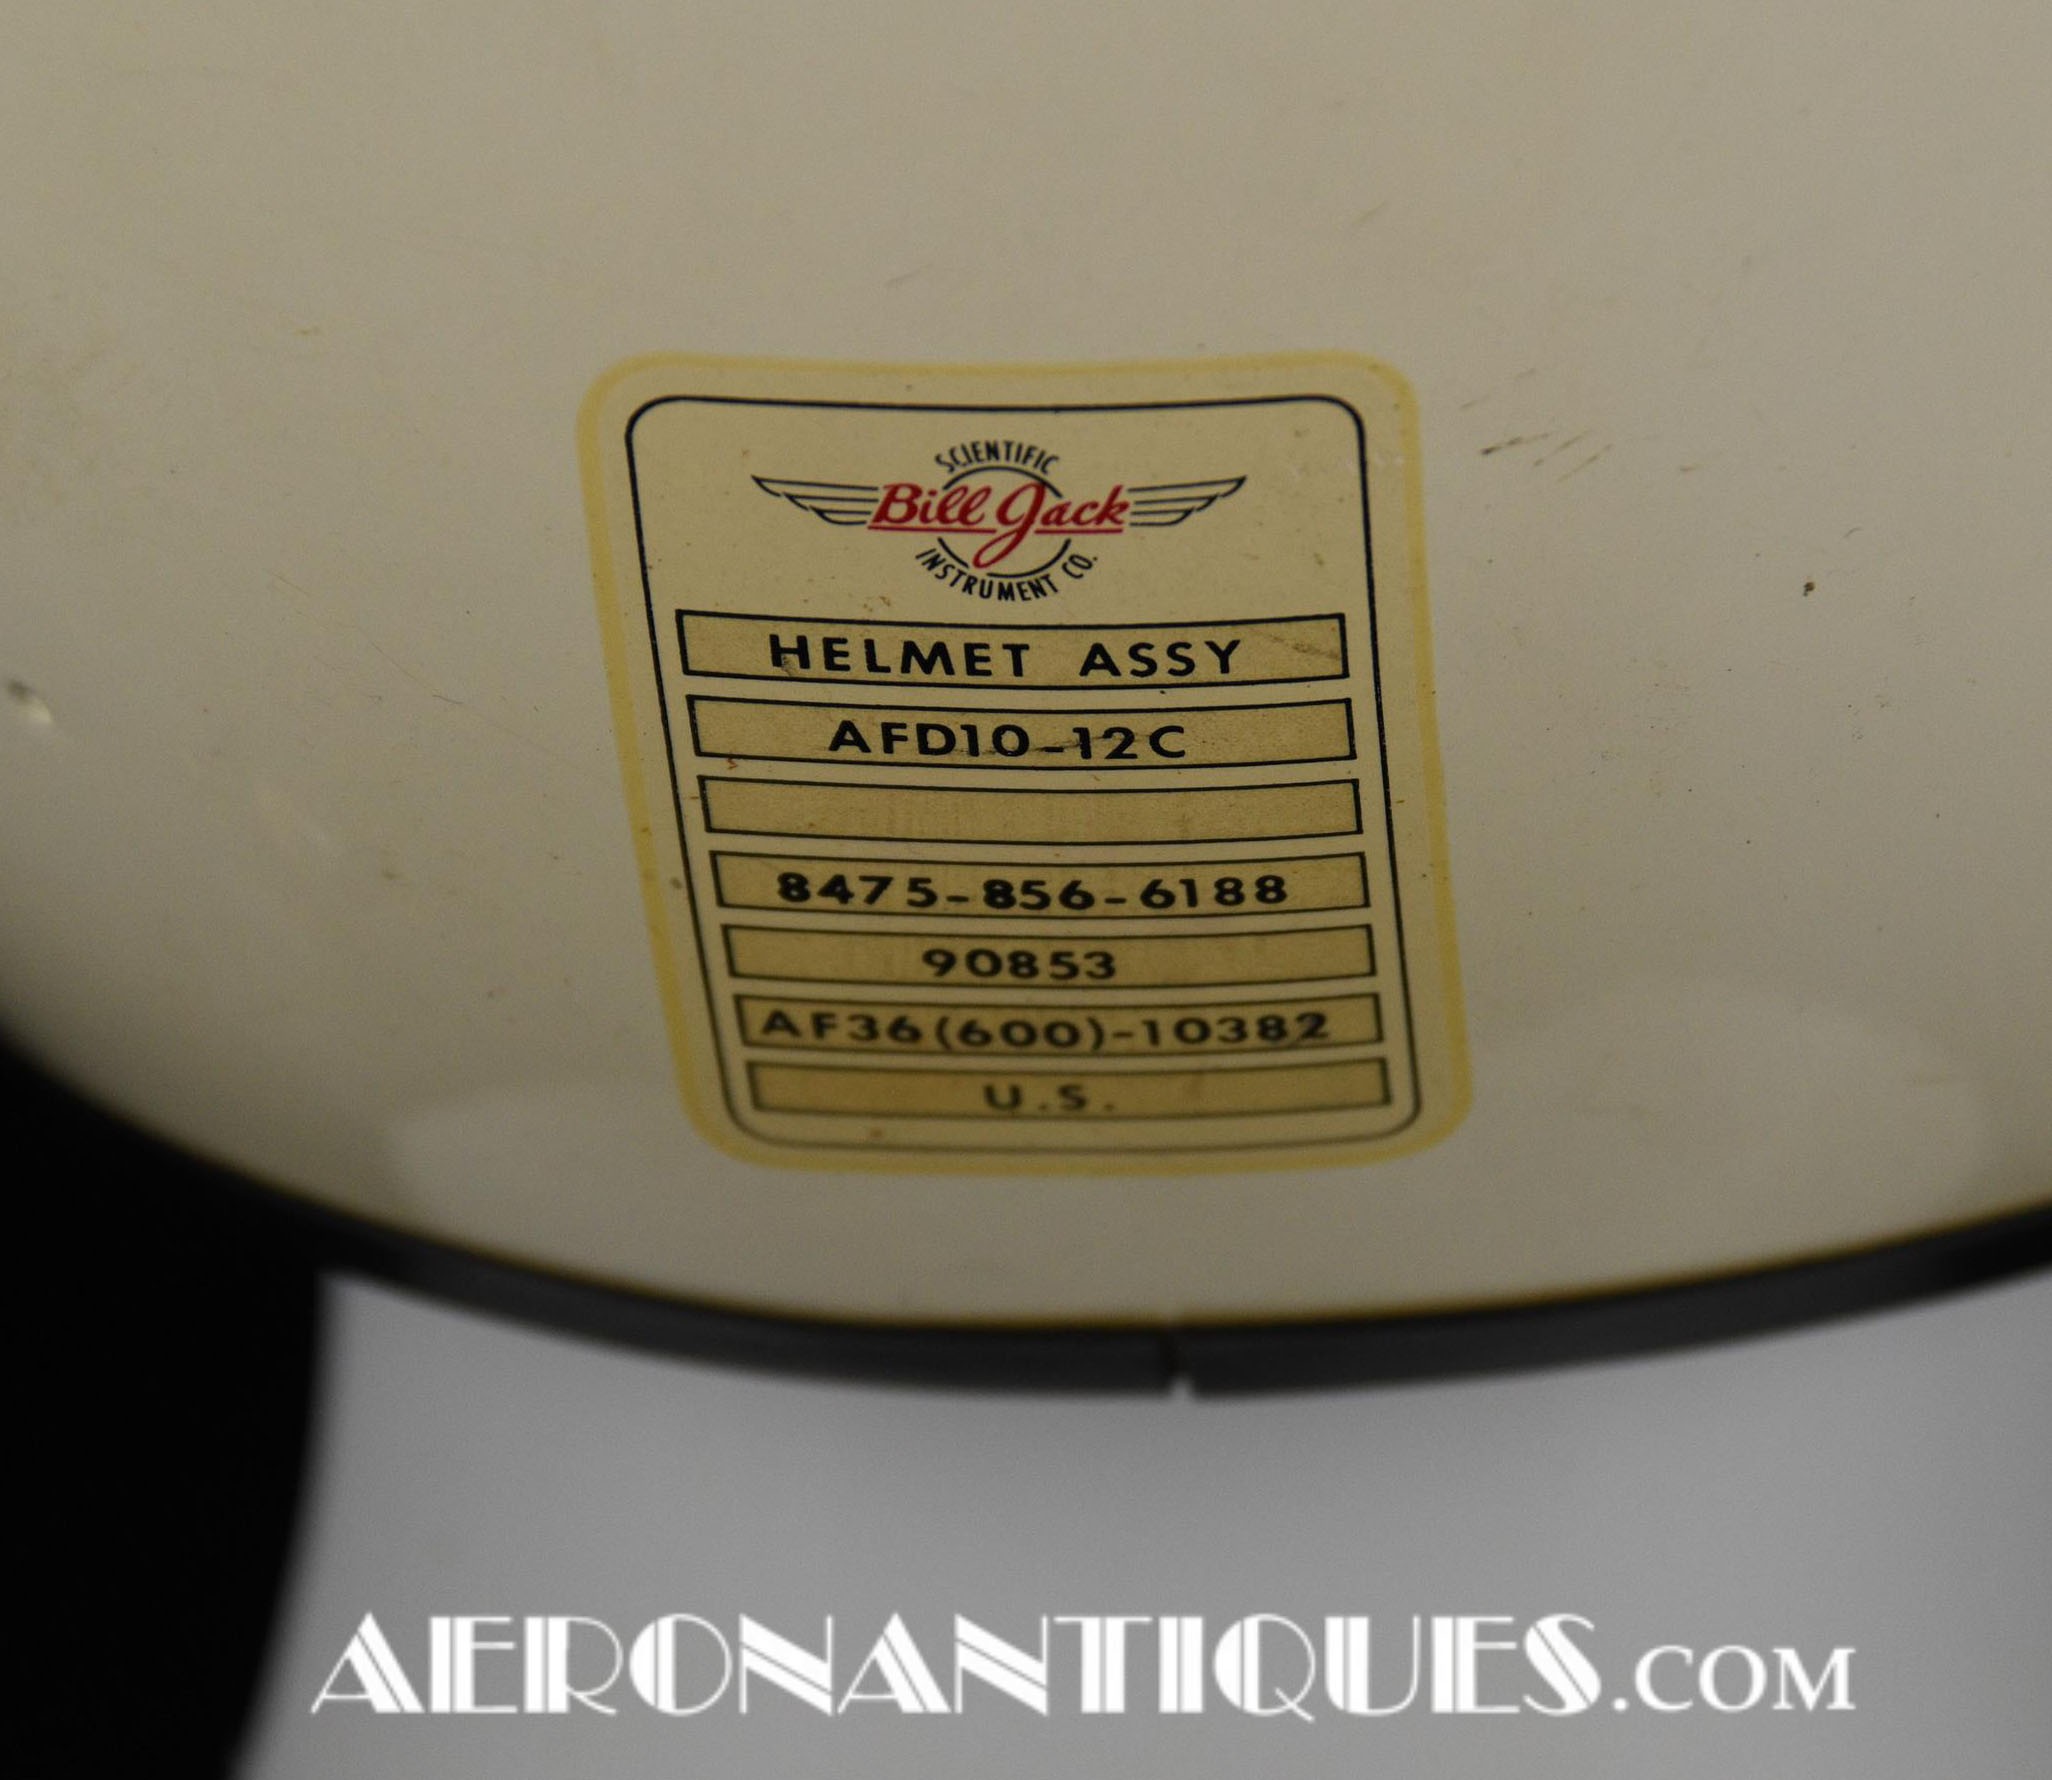 SCIENTIFIC
Bill Jack
INSTRUMENT CO.
HELMET ASSY
AFD10-12C
8475-856-6188
90853
AF36(600)-10382
U.S.
AERONANTIQUES.COM